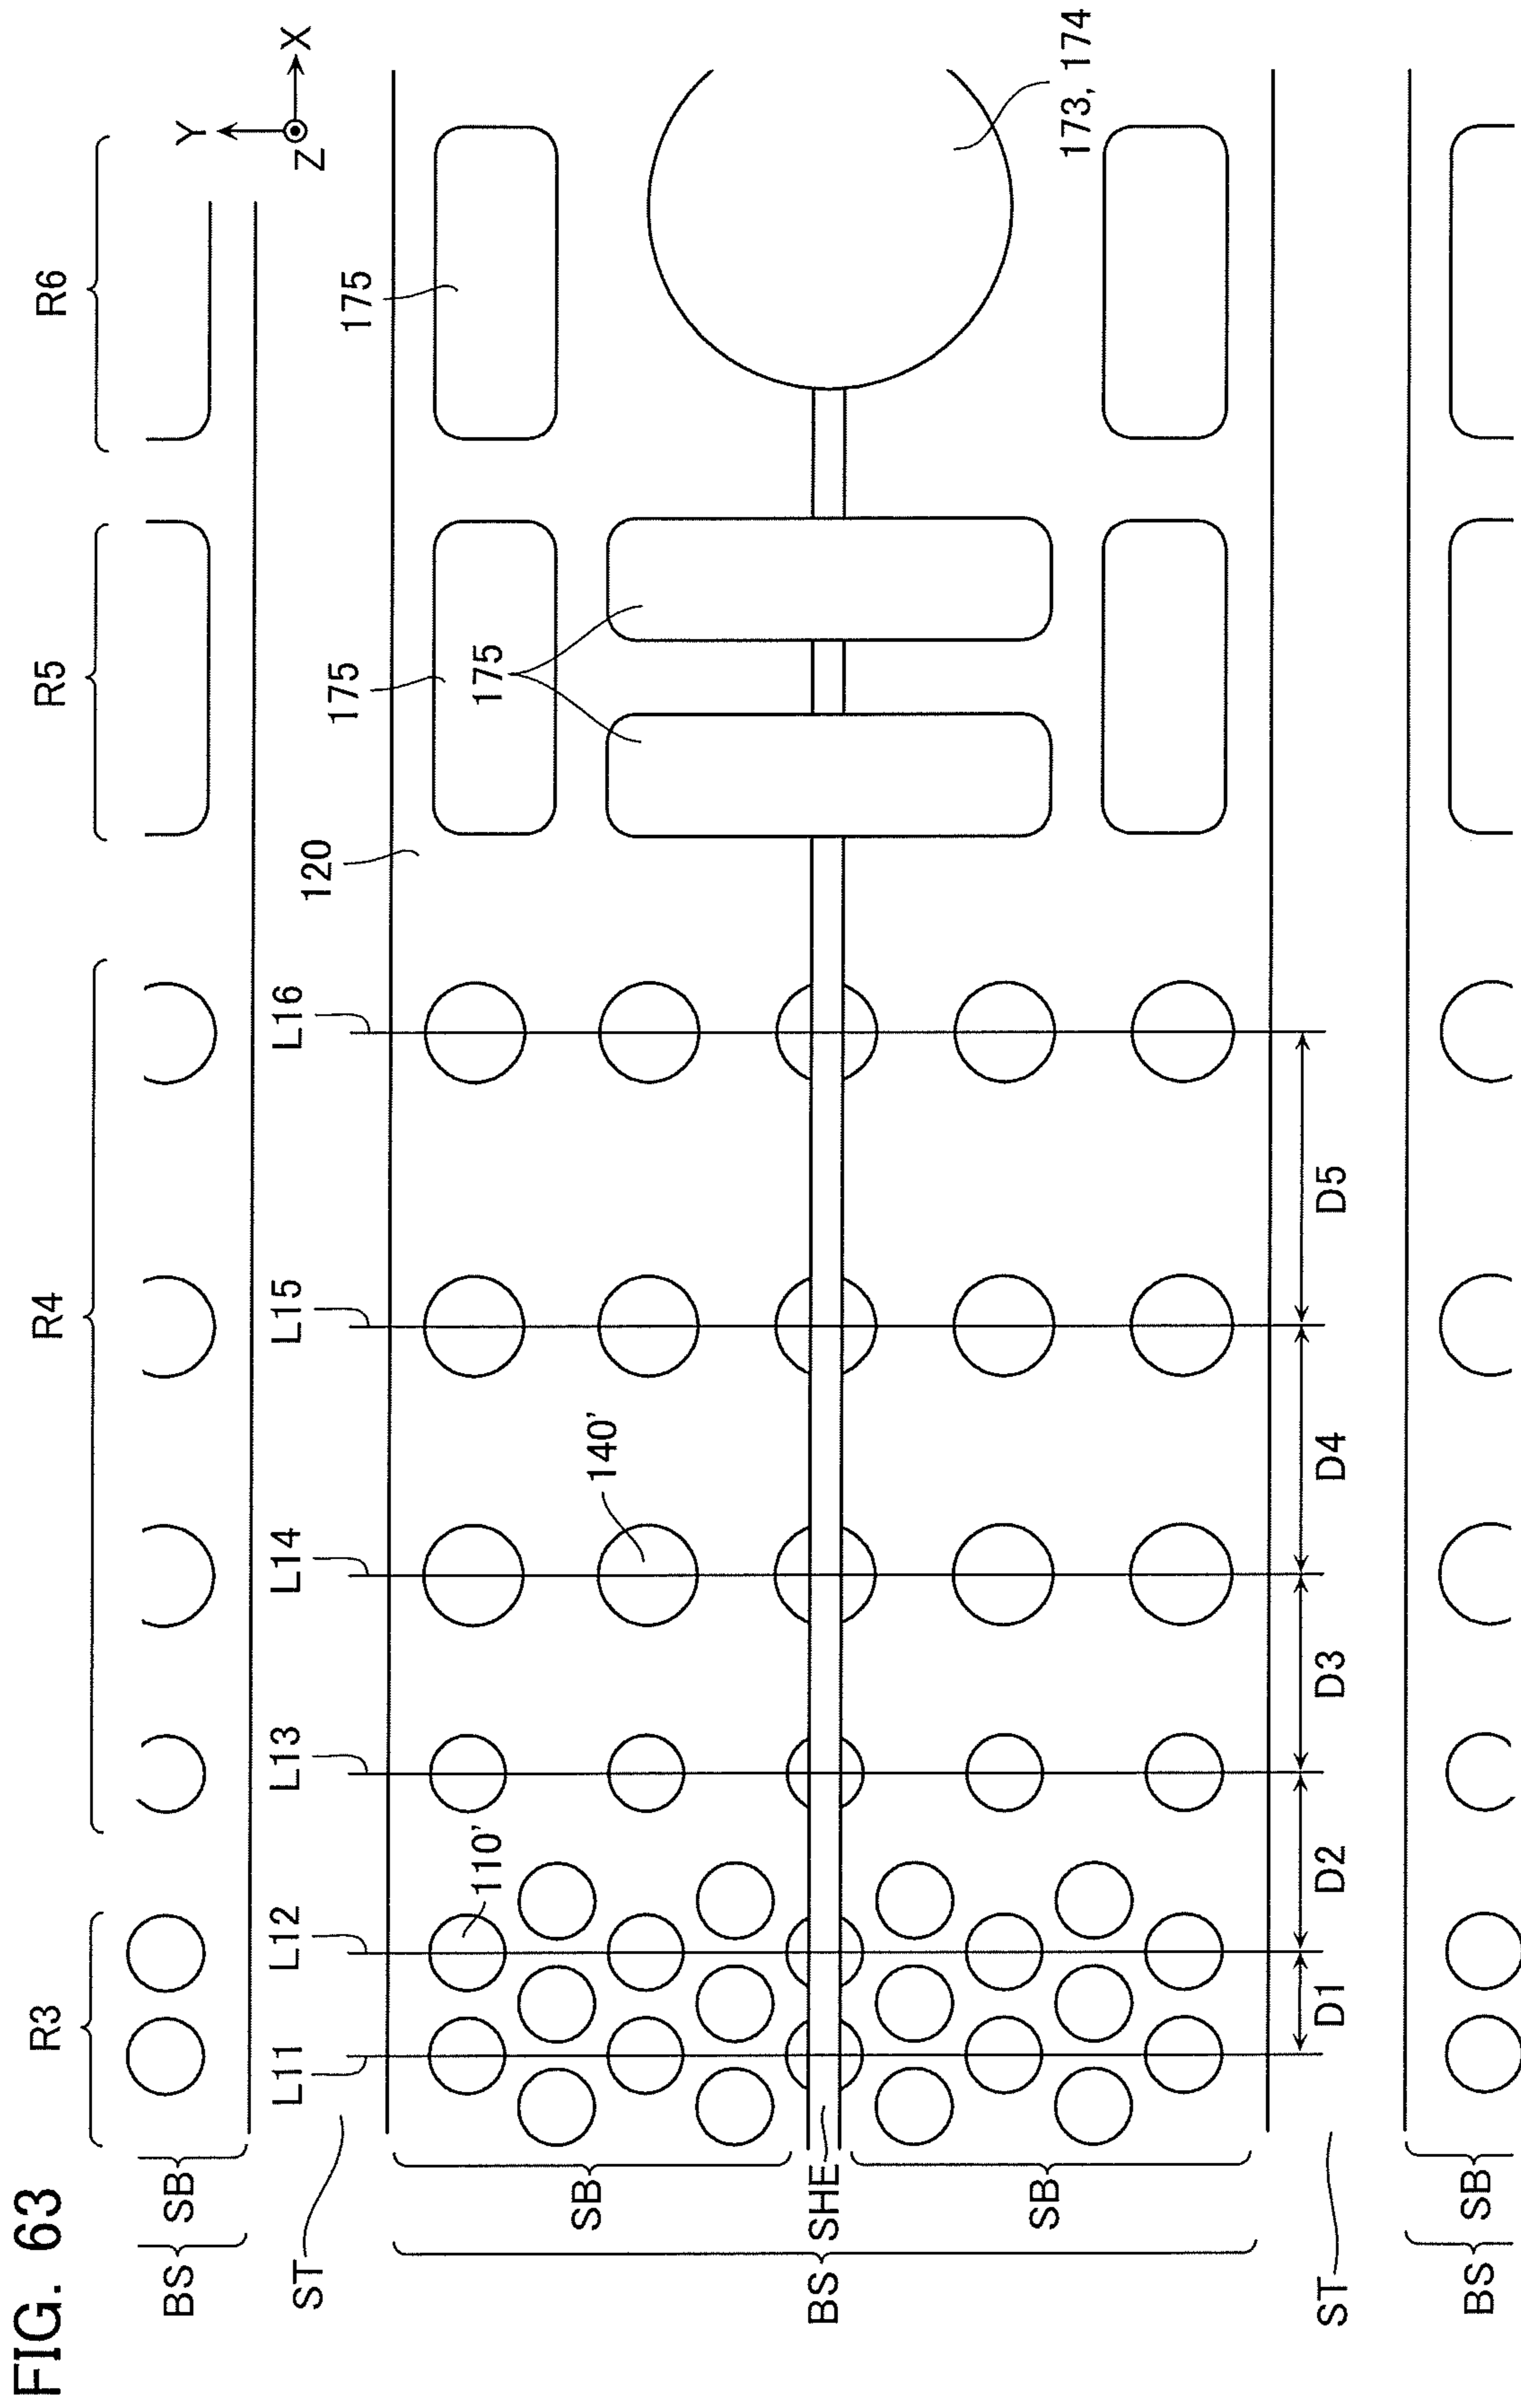 FIG. 63
R3
R4
R5
R6
Y
X
Z
BS
SB
ST
L11
L12
L13
L14
L15
L16
120
175
175
175
110'
140'
SB
BS
SHE
SB
173, 174
D1
D2
D3
D4
D5
ST
BS
SB